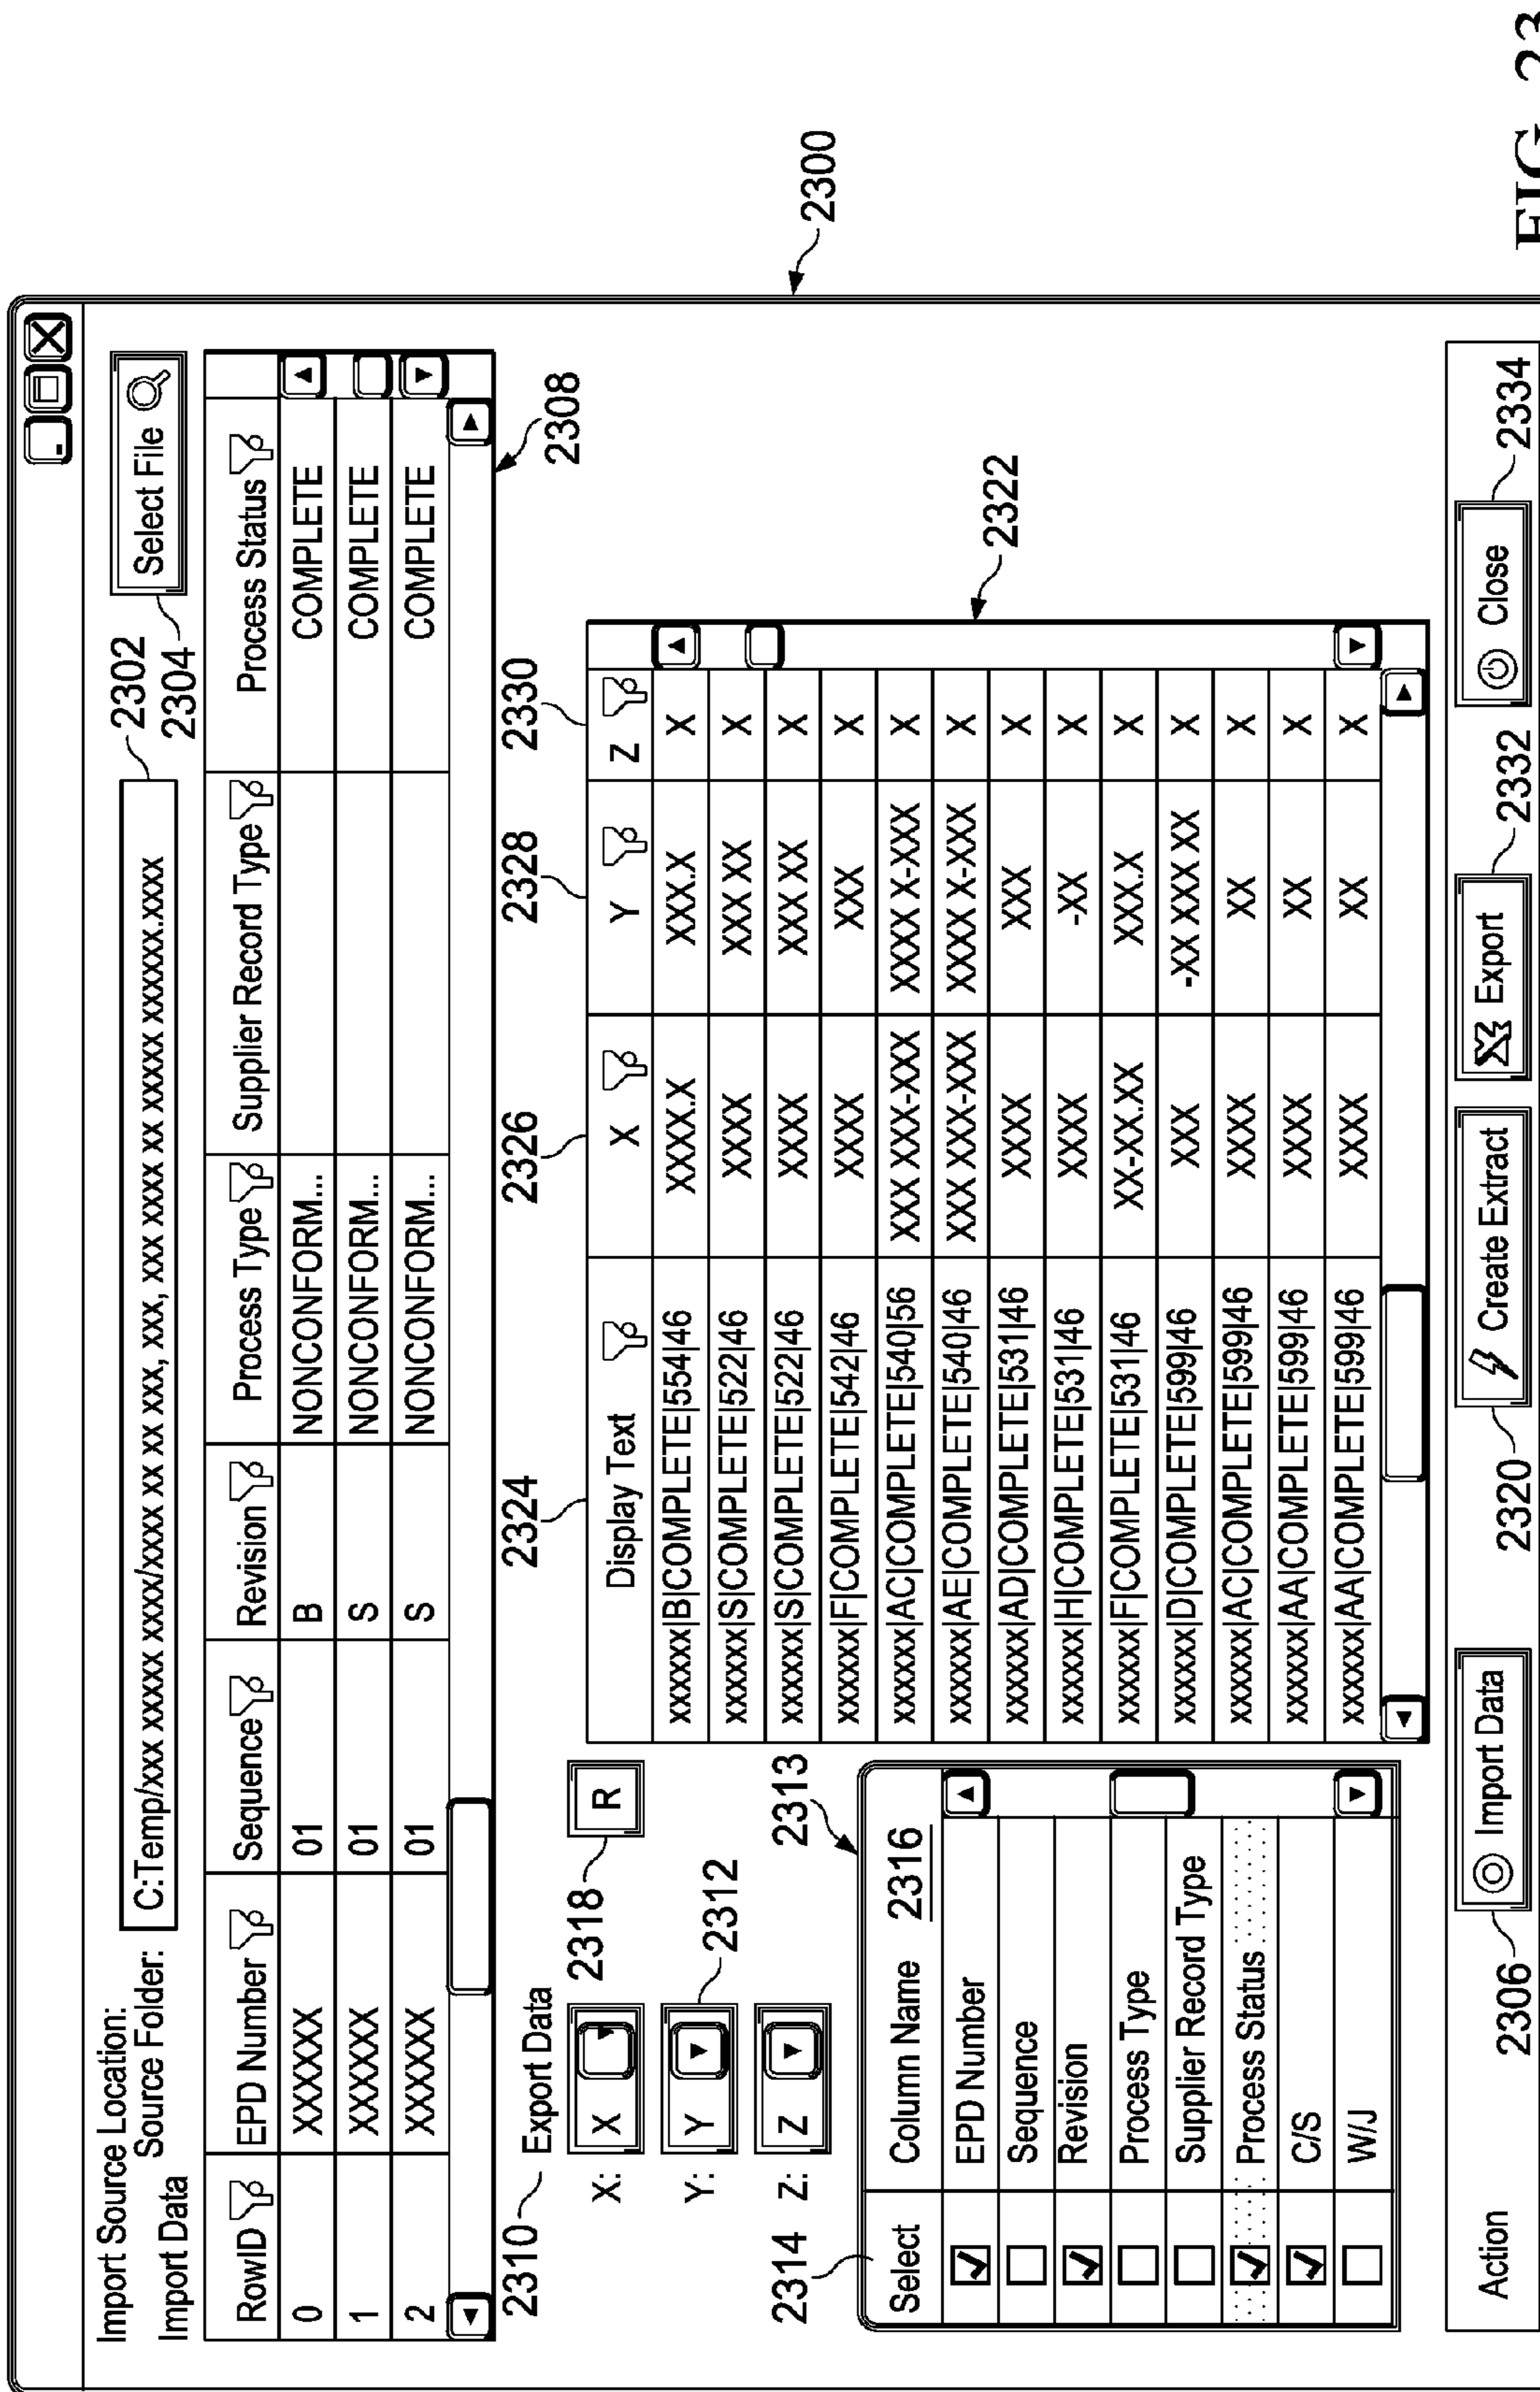 Import Source Location:
Source Folder: C:Temp/xxx xxxxx xxx/xxxx xx xx xxx, xxx, xxx xxxx xx xxxxx xxxxxx.xxxx 2302
Select File 2304
Import Data
RowID EPD Number Sequence Revision Process Type Supplier Record Type Process Status
0 XXXXXX 01 B NONCONFORM... COMPLETE
1 XXXXXX 01 S NONCONFORM... COMPLETE
2 XXXXXX 01 S NONCONFORM... COMPLETE
2308
2300
2310 Export Data
X: X
2318 R
Y: Y 2312
Z: Z
2314 2313
Select Column Name 2316
EPD Number
Sequence
Revision
Process Type
Supplier Record Type
Process Status
C/S
W/J
2324 2326 2328 2330
Display Text X Y Z
xxxxxx|B|COMPLETE|554|46 XXXX.X XXX.X X
xxxxxx|S|COMPLETE|522|46 XXXX XXX XX X
xxxxxx|S|COMPLETE|522|46 XXXX XXX XX X
xxxxxx|F|COMPLETE|542|46 XXXX XXX X
xxxxxx|AC|COMPLETE|540|56 XXX XXX-XXX XXXX X-XXX X
xxxxxx|AE|COMPLETE|540|46 XXX XXX-XXX XXXX X-XXX X
xxxxxx|AD|COMPLETE|531|46 XXXX XXX X
xxxxxx|H|COMPLETE|531|46 XXXX -XX X
xxxxxx|F|COMPLETE|531|46 XX-XX.XX XXX.X X
xxxxxx|D|COMPLETE|599|46 XXX -XX XXX XX X
xxxxxx|AC|COMPLETE|599|46 XXXX XX X
xxxxxx|AA|COMPLETE|599|46 XXXX XX X
xxxxxx|AA|COMPLETE|599|46 XXXX XX X
2322
Action
2306 Import Data
2320 Create Extract
Export 2332
Close 2334
FIG. 23